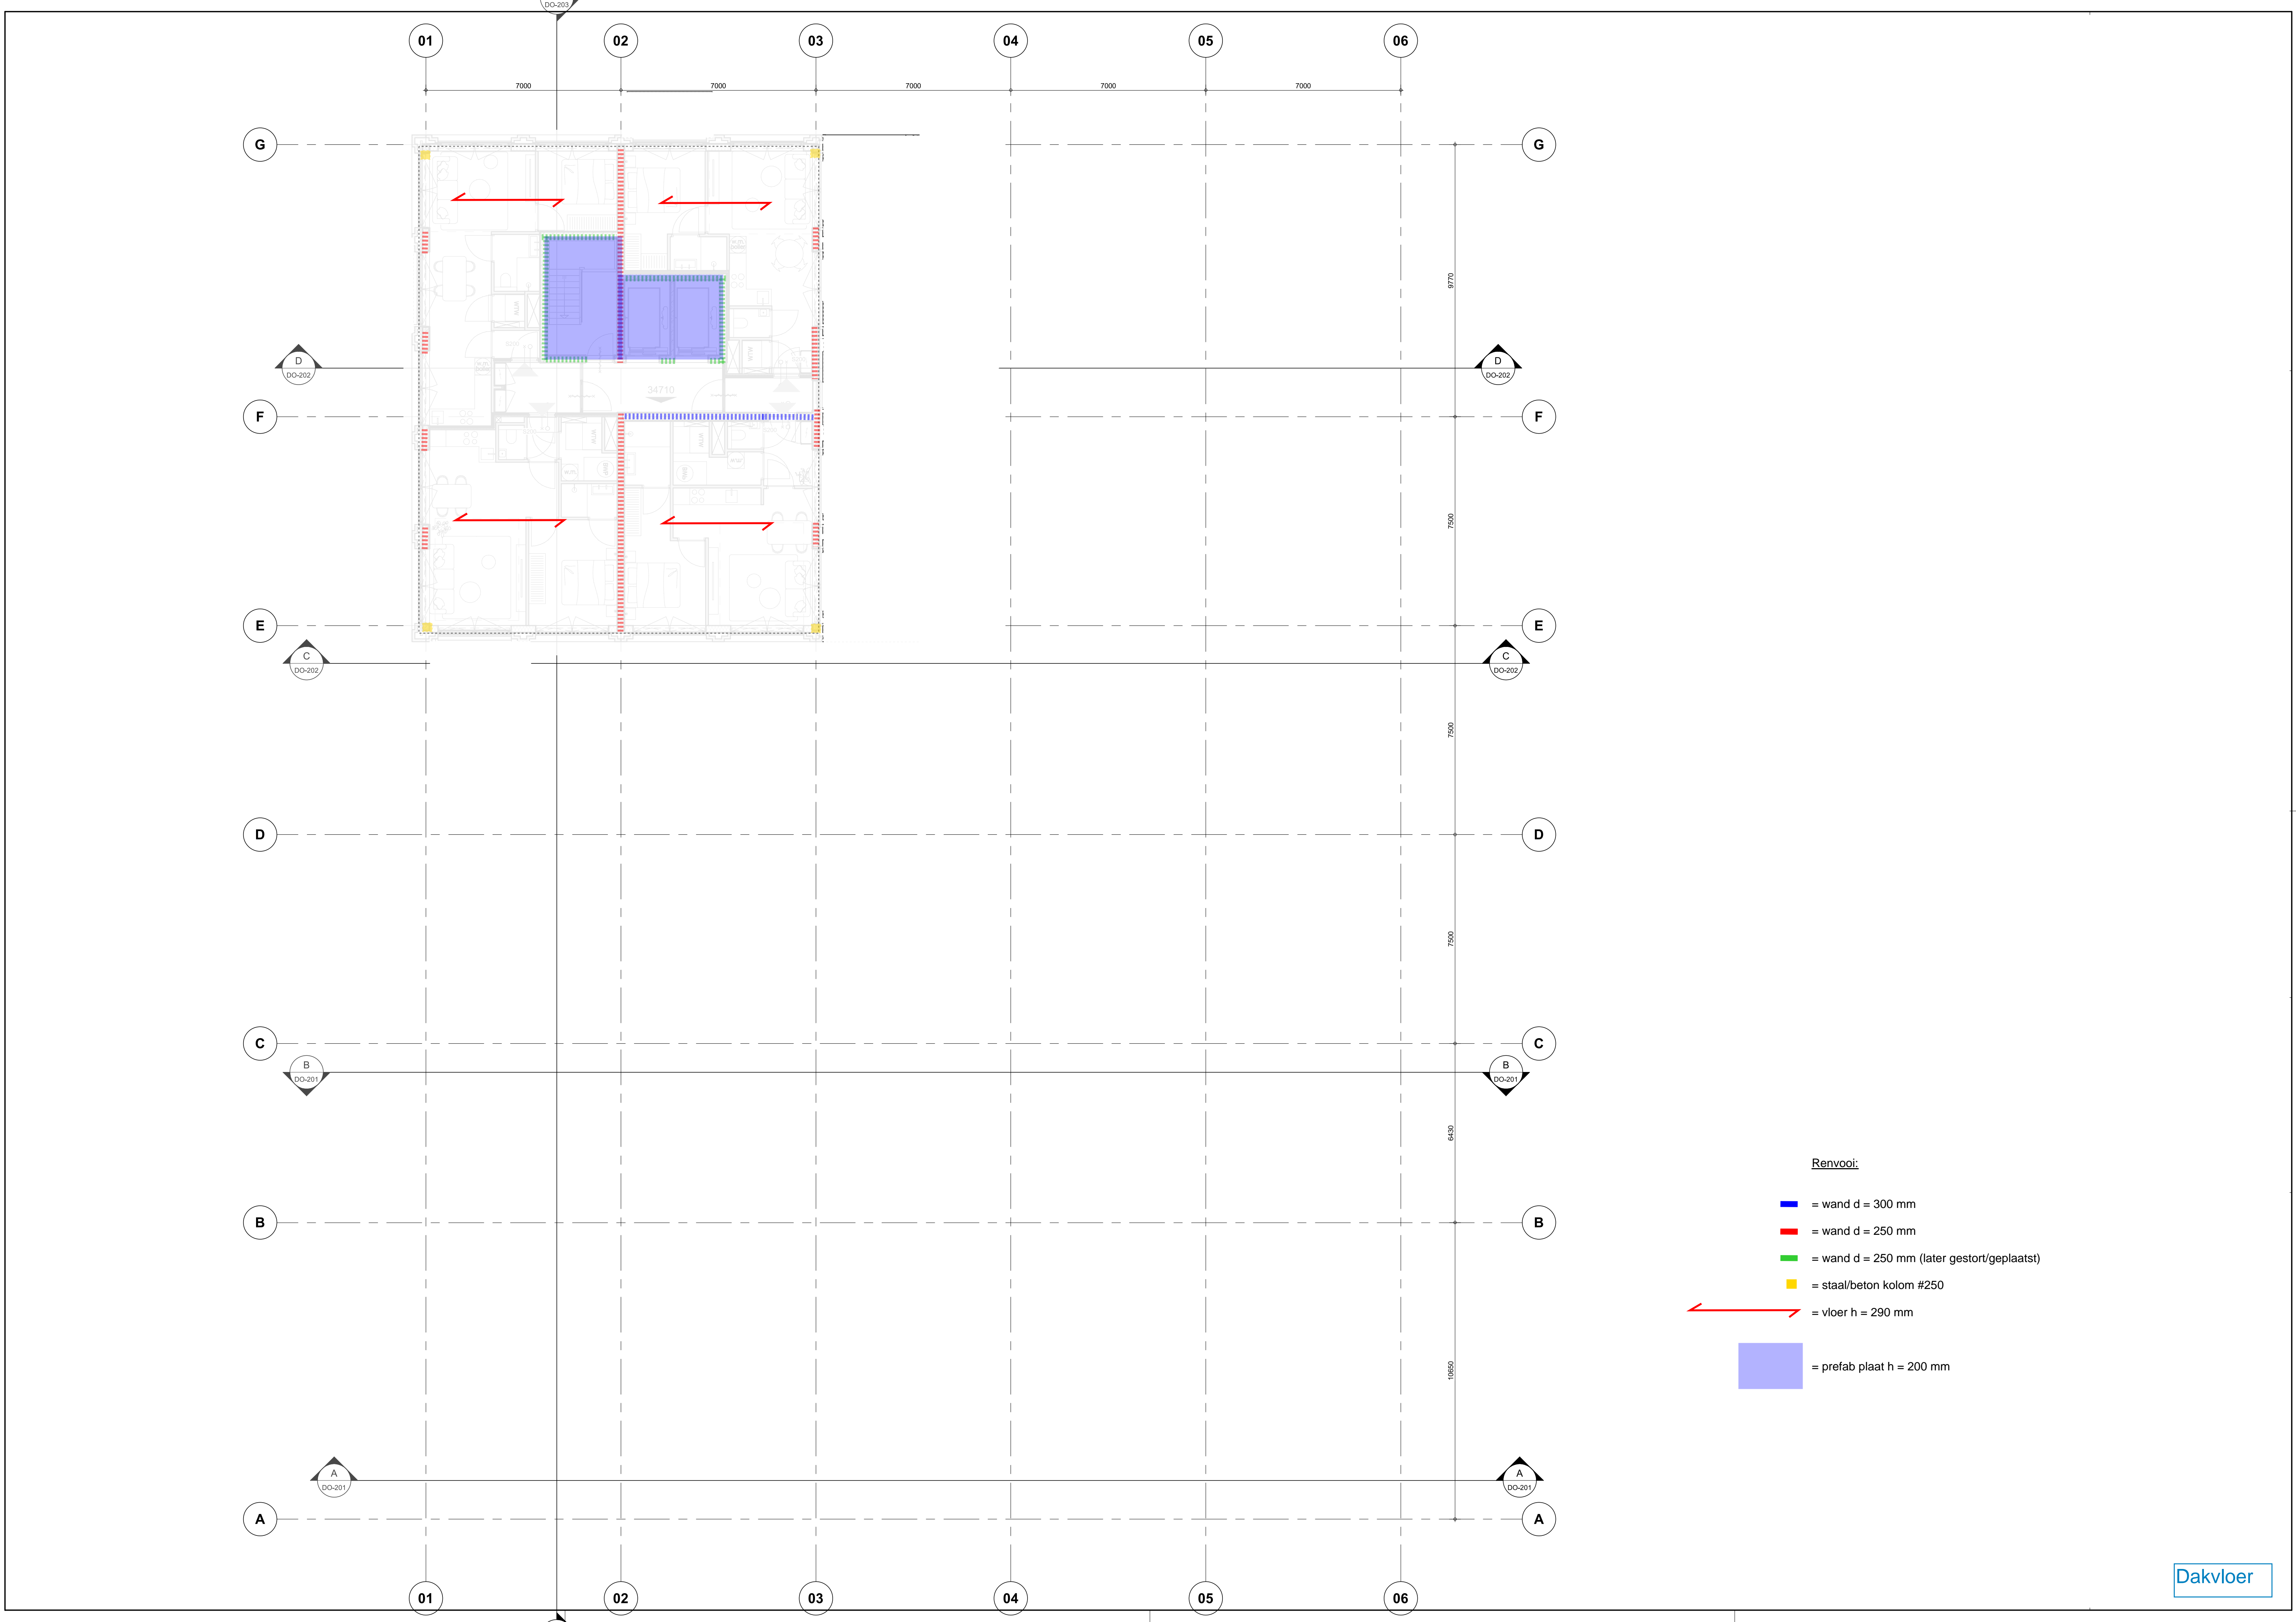 DO-203
01 02 03 04 05 06
7000 7000 7000 7000 7000
G G
9770
D
DO-202
D
DO-202
34710
F F
7500
E E
C
DO-202
C
DO-202
7500
D D
7500
C C
B
DO-201
B
DO-201
6430
Renvooi:
= wand d = 300 mm
= wand d = 250 mm
B B
= wand d = 250 mm (later gestort/geplaatst)
= staal/beton kolom #250
= vloer h = 290 mm
= prefab plaat h = 200 mm
10650
A
DO-201
A
DO-201
A A
Dakvloer
01 02 03 04 05 06